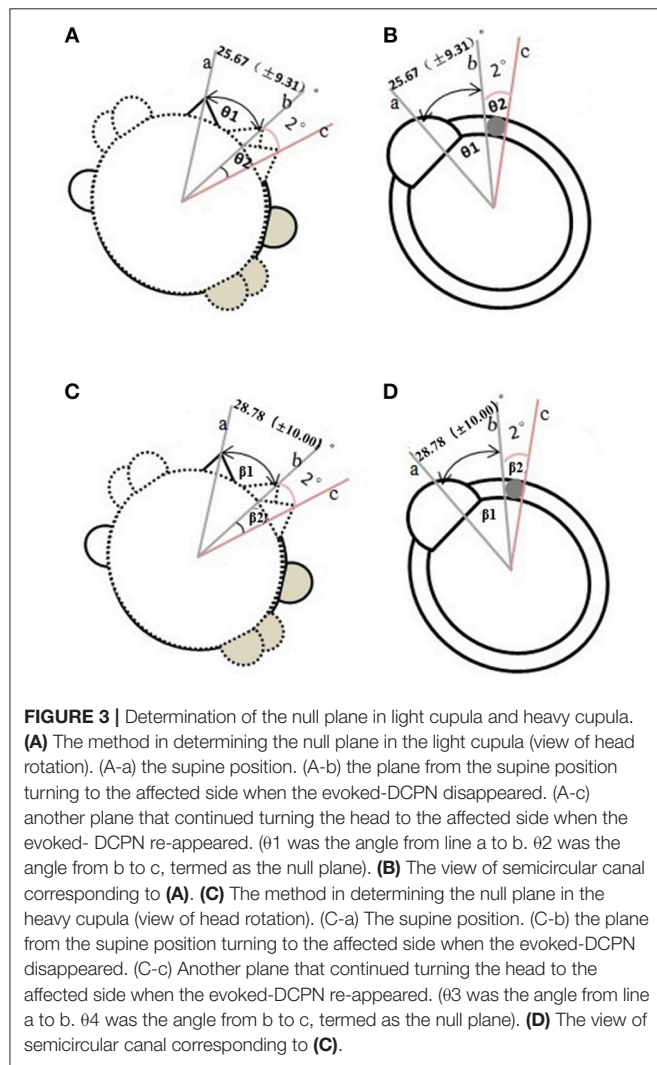 A
B
25.67 (±9.31) °
a
b
2°
c
θ1
θ2
25.67 (±9.31) °
a
b
2°
c
θ1
θ2
C
D
28.78 (±10.00) °
a
b
2°
c
β1
β2
28.78 (±10.00) °
a
b
2°
c
β1
β2
FIGURE 3 | Determination of the null plane in light cupula and heavy cupula.
(A) The method in determining the null plane in the light cupula (view of head
rotation). (A-a) the supine position. (A-b) the plane from the supine position
turning to the affected side when the evoked-DCPN disappeared. (A-c)
another plane that continued turning the head to the affected side when the
evoked- DCPN re-appeared. (θ1 was the angle from line a to b. θ2 was the
angle from b to c, termed as the null plane). (B) The view of semicircular canal
corresponding to (A). (C) The method in determining the null plane in the
heavy cupula (view of head rotation). (C-a) The supine position. (C-b) the plane
from the supine position turning to the affected side when the evoked-DCPN
disappeared. (C-c) Another plane that continued turning the head to the
affected side when the evoked-DCPN re-appeared. (θ3 was the angle from line
a to b. θ4 was the angle from b to c, termed as the null plane). (D) The view of
semicircular canal corresponding to (C).